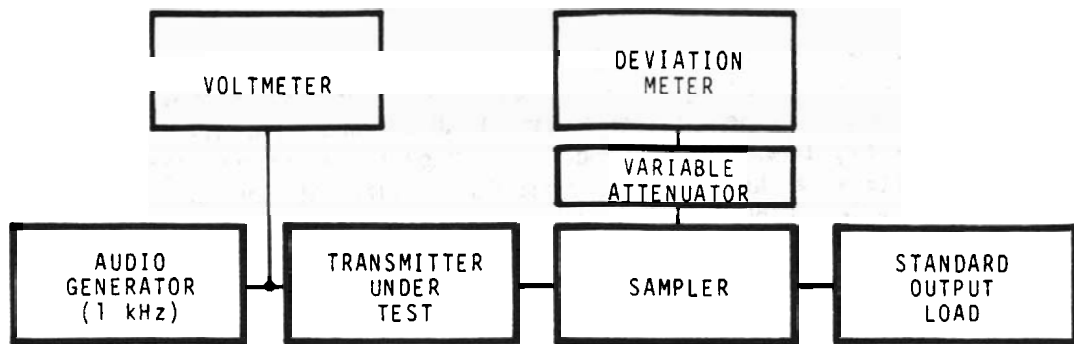 VOLTMETER
DEVIATION
METER
VARIABLE
ATTENUATOR
AUDIO
GENERATOR
(1 kHz)
TRANSMITTER
UNDER
TEST
SAMPLER
STANDARD
OUTPUT
LOAD